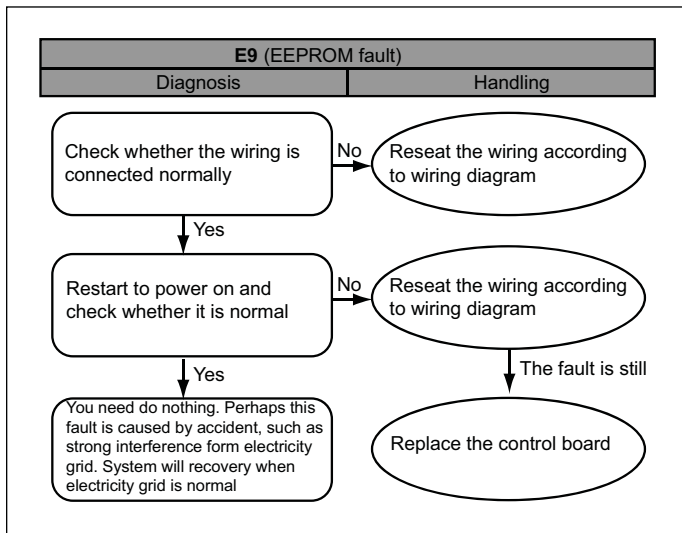 E9 (EEPROM fault)
Diagnosis
Handling
Check whether the wiring is
connected normally
No
Reseat the wiring according
to wiring diagram
Yes
Restart to power on and
check whether it is normal
No
Reseat the wiring according
to wiring diagram
Yes
The fault is still
You need do nothing. Perhaps this
fault is caused by accident, such as
strong interference form electricity
grid. System will recovery when
electricity grid is normal
Replace the control board